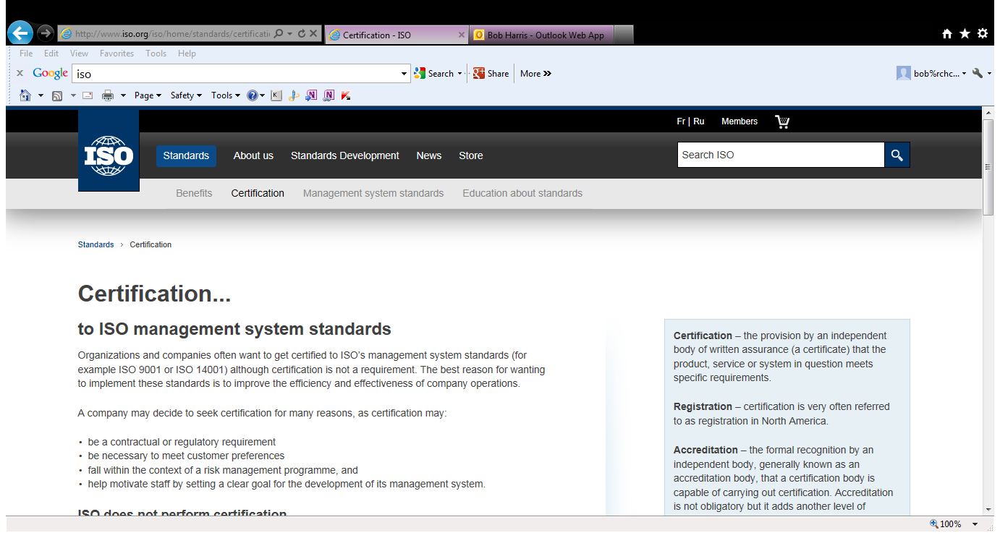 http://www.iso.org/iso/home/standards/certificati
Certification - ISO
Bob Harris - Outlook Web App
File Edit View Favorites Tools Help
x Google iso Search Share More »
bob%rchc...
Page Safety Tools
Fr | Ru Members
ISO
Standards About us Standards Development News Store
Search ISO
Benefits Certification Management system standards Education about standards
Standards › Certification
Certification...
to ISO management system standards
Organizations and companies often want to get certified to ISO's management system standards (for
example ISO 9001 or ISO 14001) although certification is not a requirement. The best reason for wanting
to implement these standards is to improve the efficiency and effectiveness of company operations.
A company may decide to seek certification for many reasons, as certification may:
• be a contractual or regulatory requirement
• be necessary to meet customer preferences
• fall within the context of a risk management programme, and
• help motivate staff by setting a clear goal for the development of its management system.
ISO does not perform certification
Certification – the provision by an independent
body of written assurance (a certificate) that the
product, service or system in question meets
specific requirements.
Registration – certification is very often referred
to as registration in North America.
Accreditation – the formal recognition by an
independent body, generally known as an
accreditation body, that a certification body is
capable of carrying out certification. Accreditation
is not obligatory but it adds another level of
100%